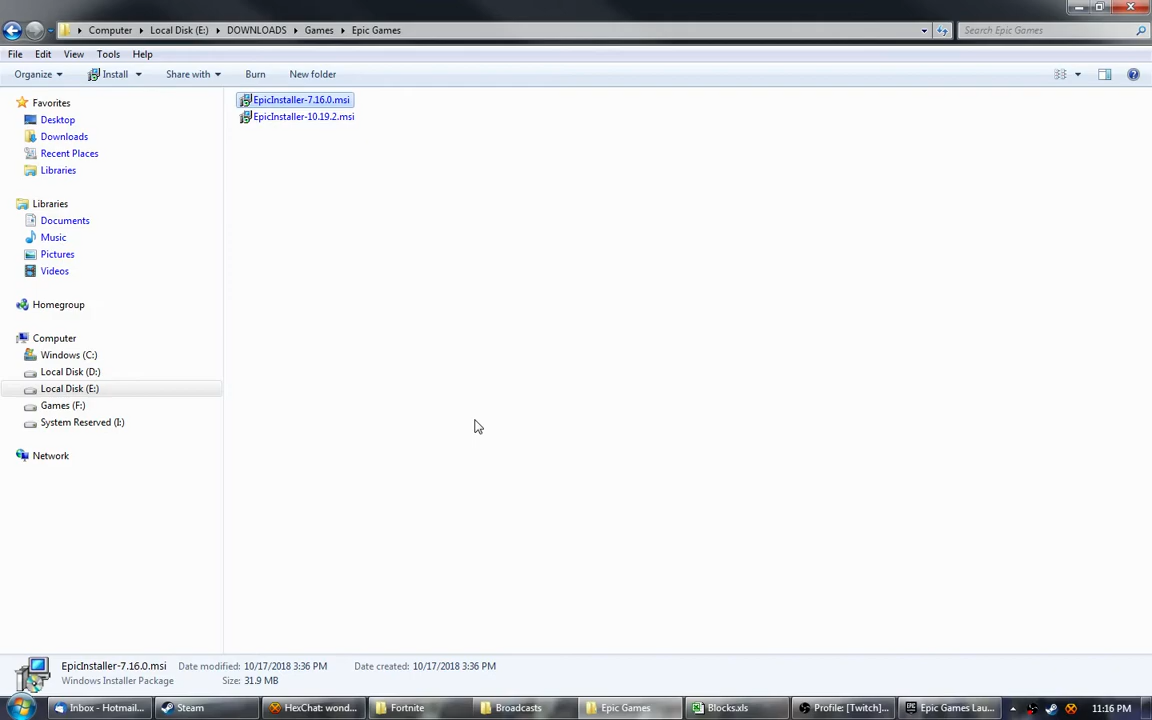 Computer Local Disk (E:) DOWNLOADS Games Epic Games Search Epic Games
File Edit View Tools Help
Organize Install Share with Burn New folder
Favorites
Desktop
Downloads
Recent Places
Libraries
Libraries
Documents
Music
Pictures
Videos
Homegroup
Computer
Windows (C:)
Local Disk (D:)
Local Disk (E:)
Games (F:)
System Reserved (I:)
Network
EpicInstaller-7.16.0.msi
EpicInstaller-10.19.2.msi
EpicInstaller-7.16.0.msi Date modified: 10/17/2018 3:36 PM Date created: 10/17/2018 3:36 PM
Windows Installer Package Size: 31.9 MB
Inbox - Hotmail... Steam HexChat: wond... Fortnite Broadcasts Epic Games Blocks.xls Profile: [Twitch]... Epic Games Lau... 11:16 PM